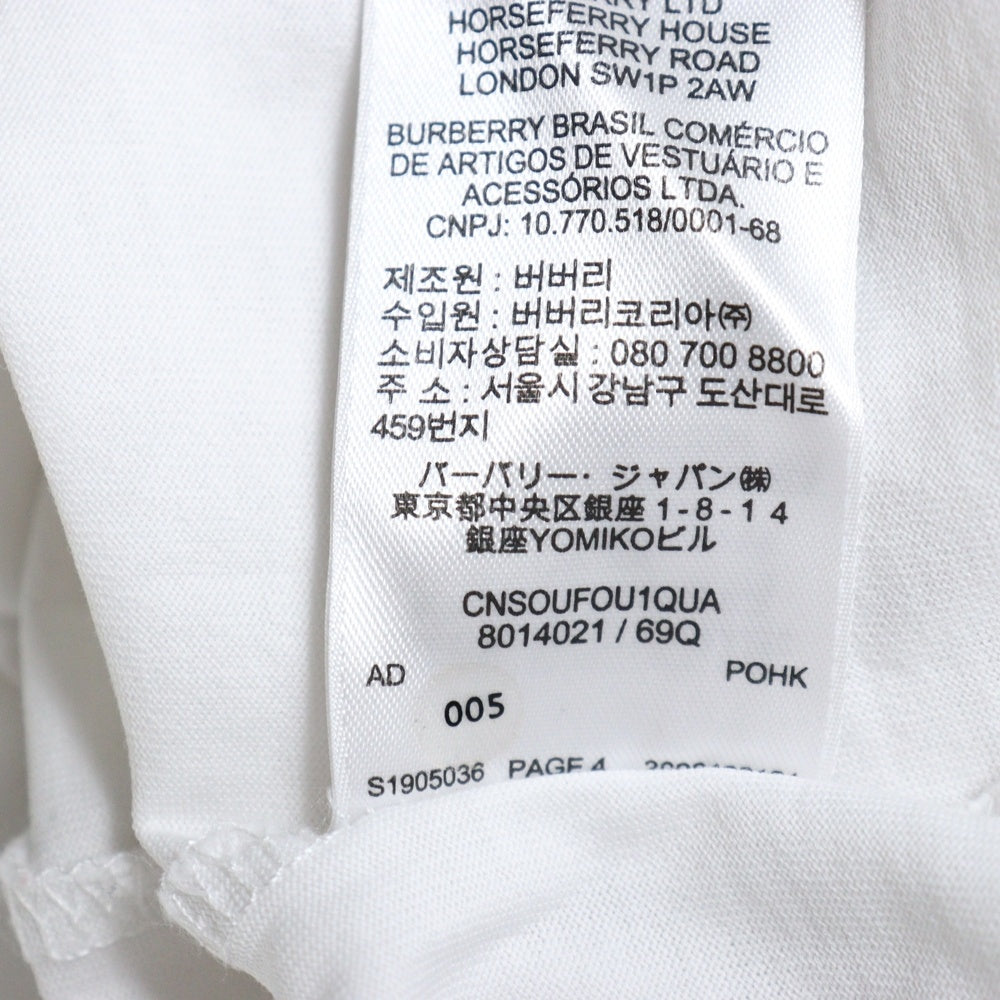 LTD
HORSEFERRY HOUSE
HORSEFERRY ROAD
LONDON SW1P 2AW
BURBERRY BRASIL COMÉRCIO
DE ARTIGOS DE VESTUÁRIO E
ACESSÓRIOS LTDA.
CNPJ: 10.770.518/0001-68
제조원 : 버버리
수입원 : 버버리코리아㈜
소비자상담실 : 080 700 8800
주 소 : 서울시 강남구 도산대로
459번지
バーバリー・ジャパン㈱
東京都中央区銀座 1-8-14
銀座YOMIKOビル
CNSOUFOU1QUA
8014021 / 69Q
AD POHK
005
S1905036 PAGE 4